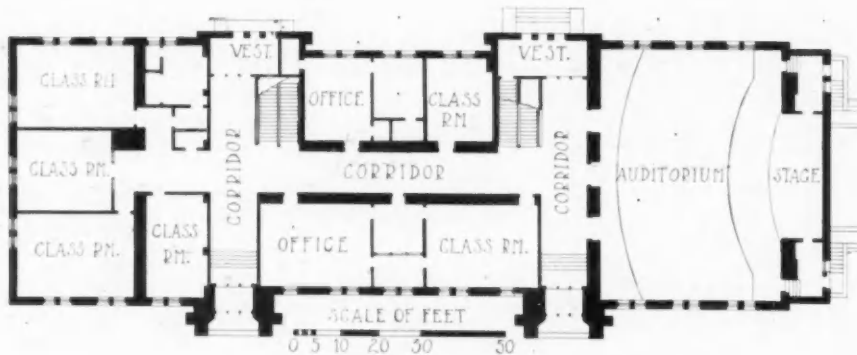 VEST.
VEST.
CLASS RM.
OFFICE
CLASS
RM.
CLASS RM.
CORRIDOR
CORRIDOR
CORRIDOR
AUDITORIUM
STAGE
CLASS RM.
CLASS
RM.
OFFICE
CLASS RM.
SCALE OF FEET
0 5 10 20 30 50